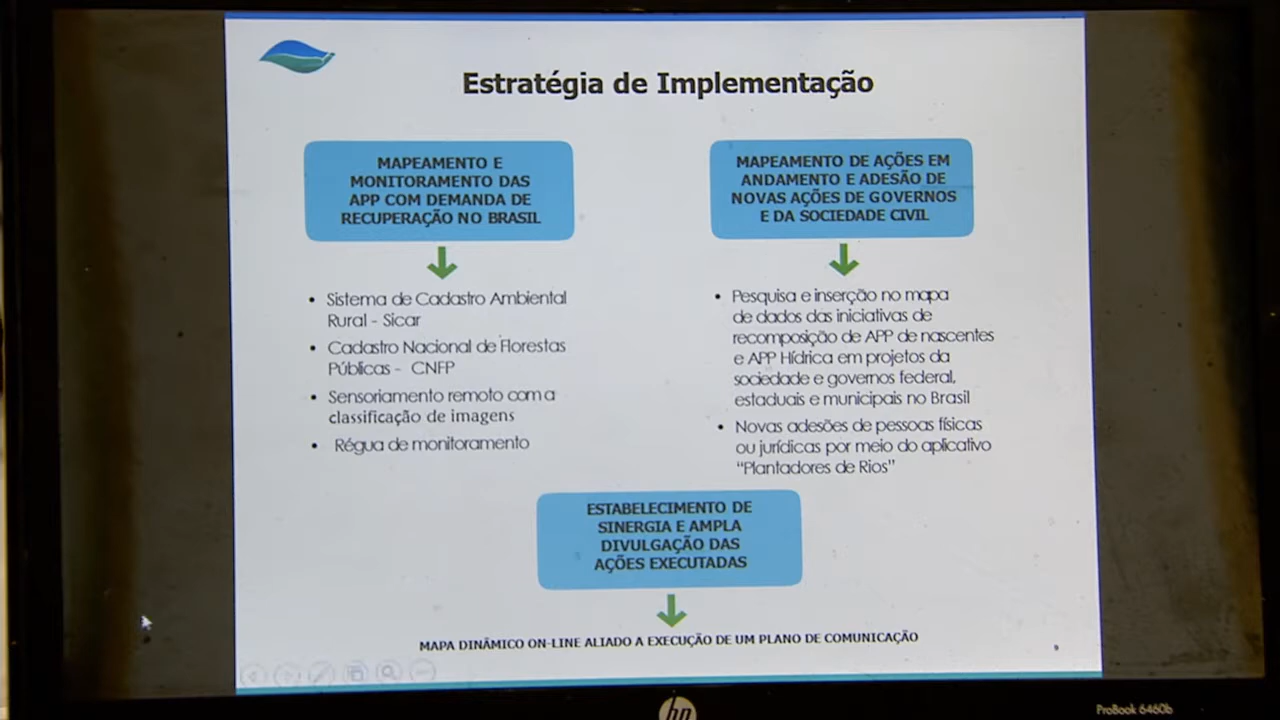 Estratégia de Implementação
MAPEAMENTO E
MONITORAMENTO DAS
APP COM DEMANDA DE
RECUPERAÇÃO NO BRASIL
• Sistema de Cadastro Ambiental
Rural - Sicar
• Cadastro Nacional de Florestas
Públicas - CNFP
• Sensoriamento remoto com a
classificação de imagens
• Régua de monitoramento
MAPEAMENTO DE AÇÕES EM
ANDAMENTO E ADESÃO DE
NOVAS AÇÕES DE GOVERNOS
E DA SOCIEDADE CIVIL
• Pesquisa e inserção no mapa
de dados das iniciativas de
recomposição de APP de nascentes
e APP Hídrica em projetos da
sociedade e governos federal,
estaduais e municipais no Brasil
• Novas adesões de pessoas físicas
ou jurídicas por meio do aplicativo
"Plantadores de Rios"
ESTABELECIMENTO DE
SINERGIA E AMPLA
DIVULGAÇÃO DAS
AÇÕES EXECUTADAS
MAPA DINÂMICO ON-LINE ALIADO A EXECUÇÃO DE UM PLANO DE COMUNICAÇÃO
9
hp
ProBook 6460b